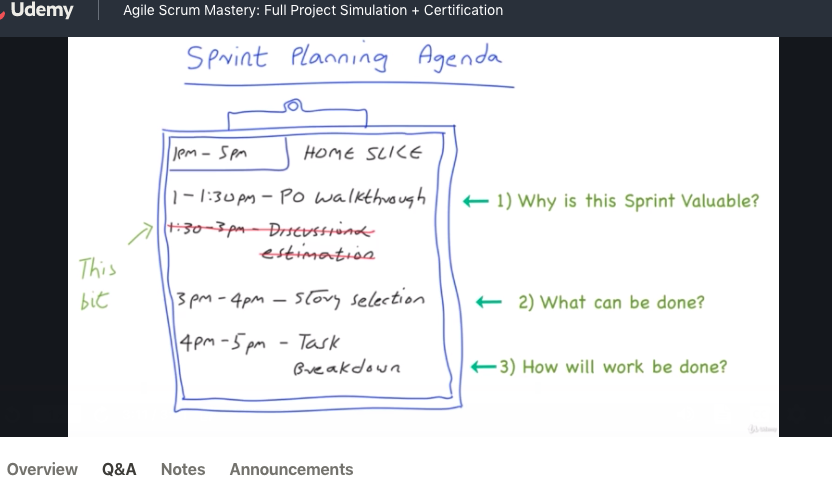 Udemy
Agile Scrum Mastery: Full Project Simulation + Certification
Sprint Planning Agenda
1pm - 5pm HOME SLICE
1 - 1:30pm - PO walkthrough
1) Why is this Sprint Valuable?
1:30-3pm - Discussion &
estimation
This
bit
3pm - 4pm - Story selection
2) What can be done?
4pm - 5pm - Task
Breakdown
3) How will work be done?
Udemy
Overview Q&A Notes Announcements